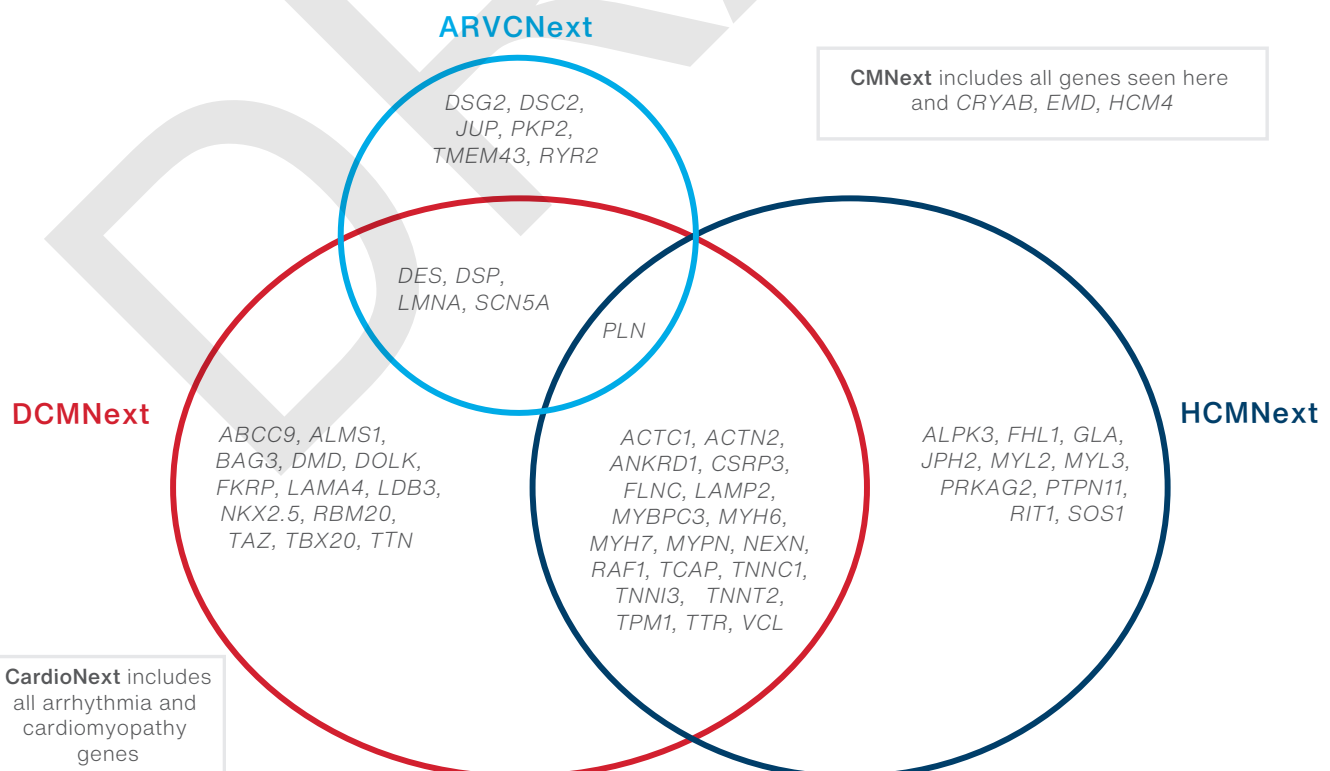 ARVCNext
CMNext includes all genes seen here
and CRYAB, EMD, HCM4
DSG2, DSC2,
JUP, PKP2,
TMEM43, RYR2
DES, DSP,
LMNA, SCN5A
PLN
DCMNext
HCMNext
ABCC9, ALMS1,
BAG3, DMD, DOLK,
FKRP, LAMA4, LDB3,
NKX2.5, RBM20,
TAZ, TBX20, TTN
ACTC1, ACTN2,
ANKRD1, CSRP3,
FLNC, LAMP2,
MYBPC3, MYH6,
MYH7, MYPN, NEXN,
RAF1, TCAP, TNNC1,
TNNI3, TNNT2,
TPM1, TTR, VCL
ALPK3, FHL1, GLA,
JPH2, MYL2, MYL3,
PRKAG2, PTPN11,
RIT1, SOS1
CardioNext includes
all arrhythmia and
cardiomyopathy
genes